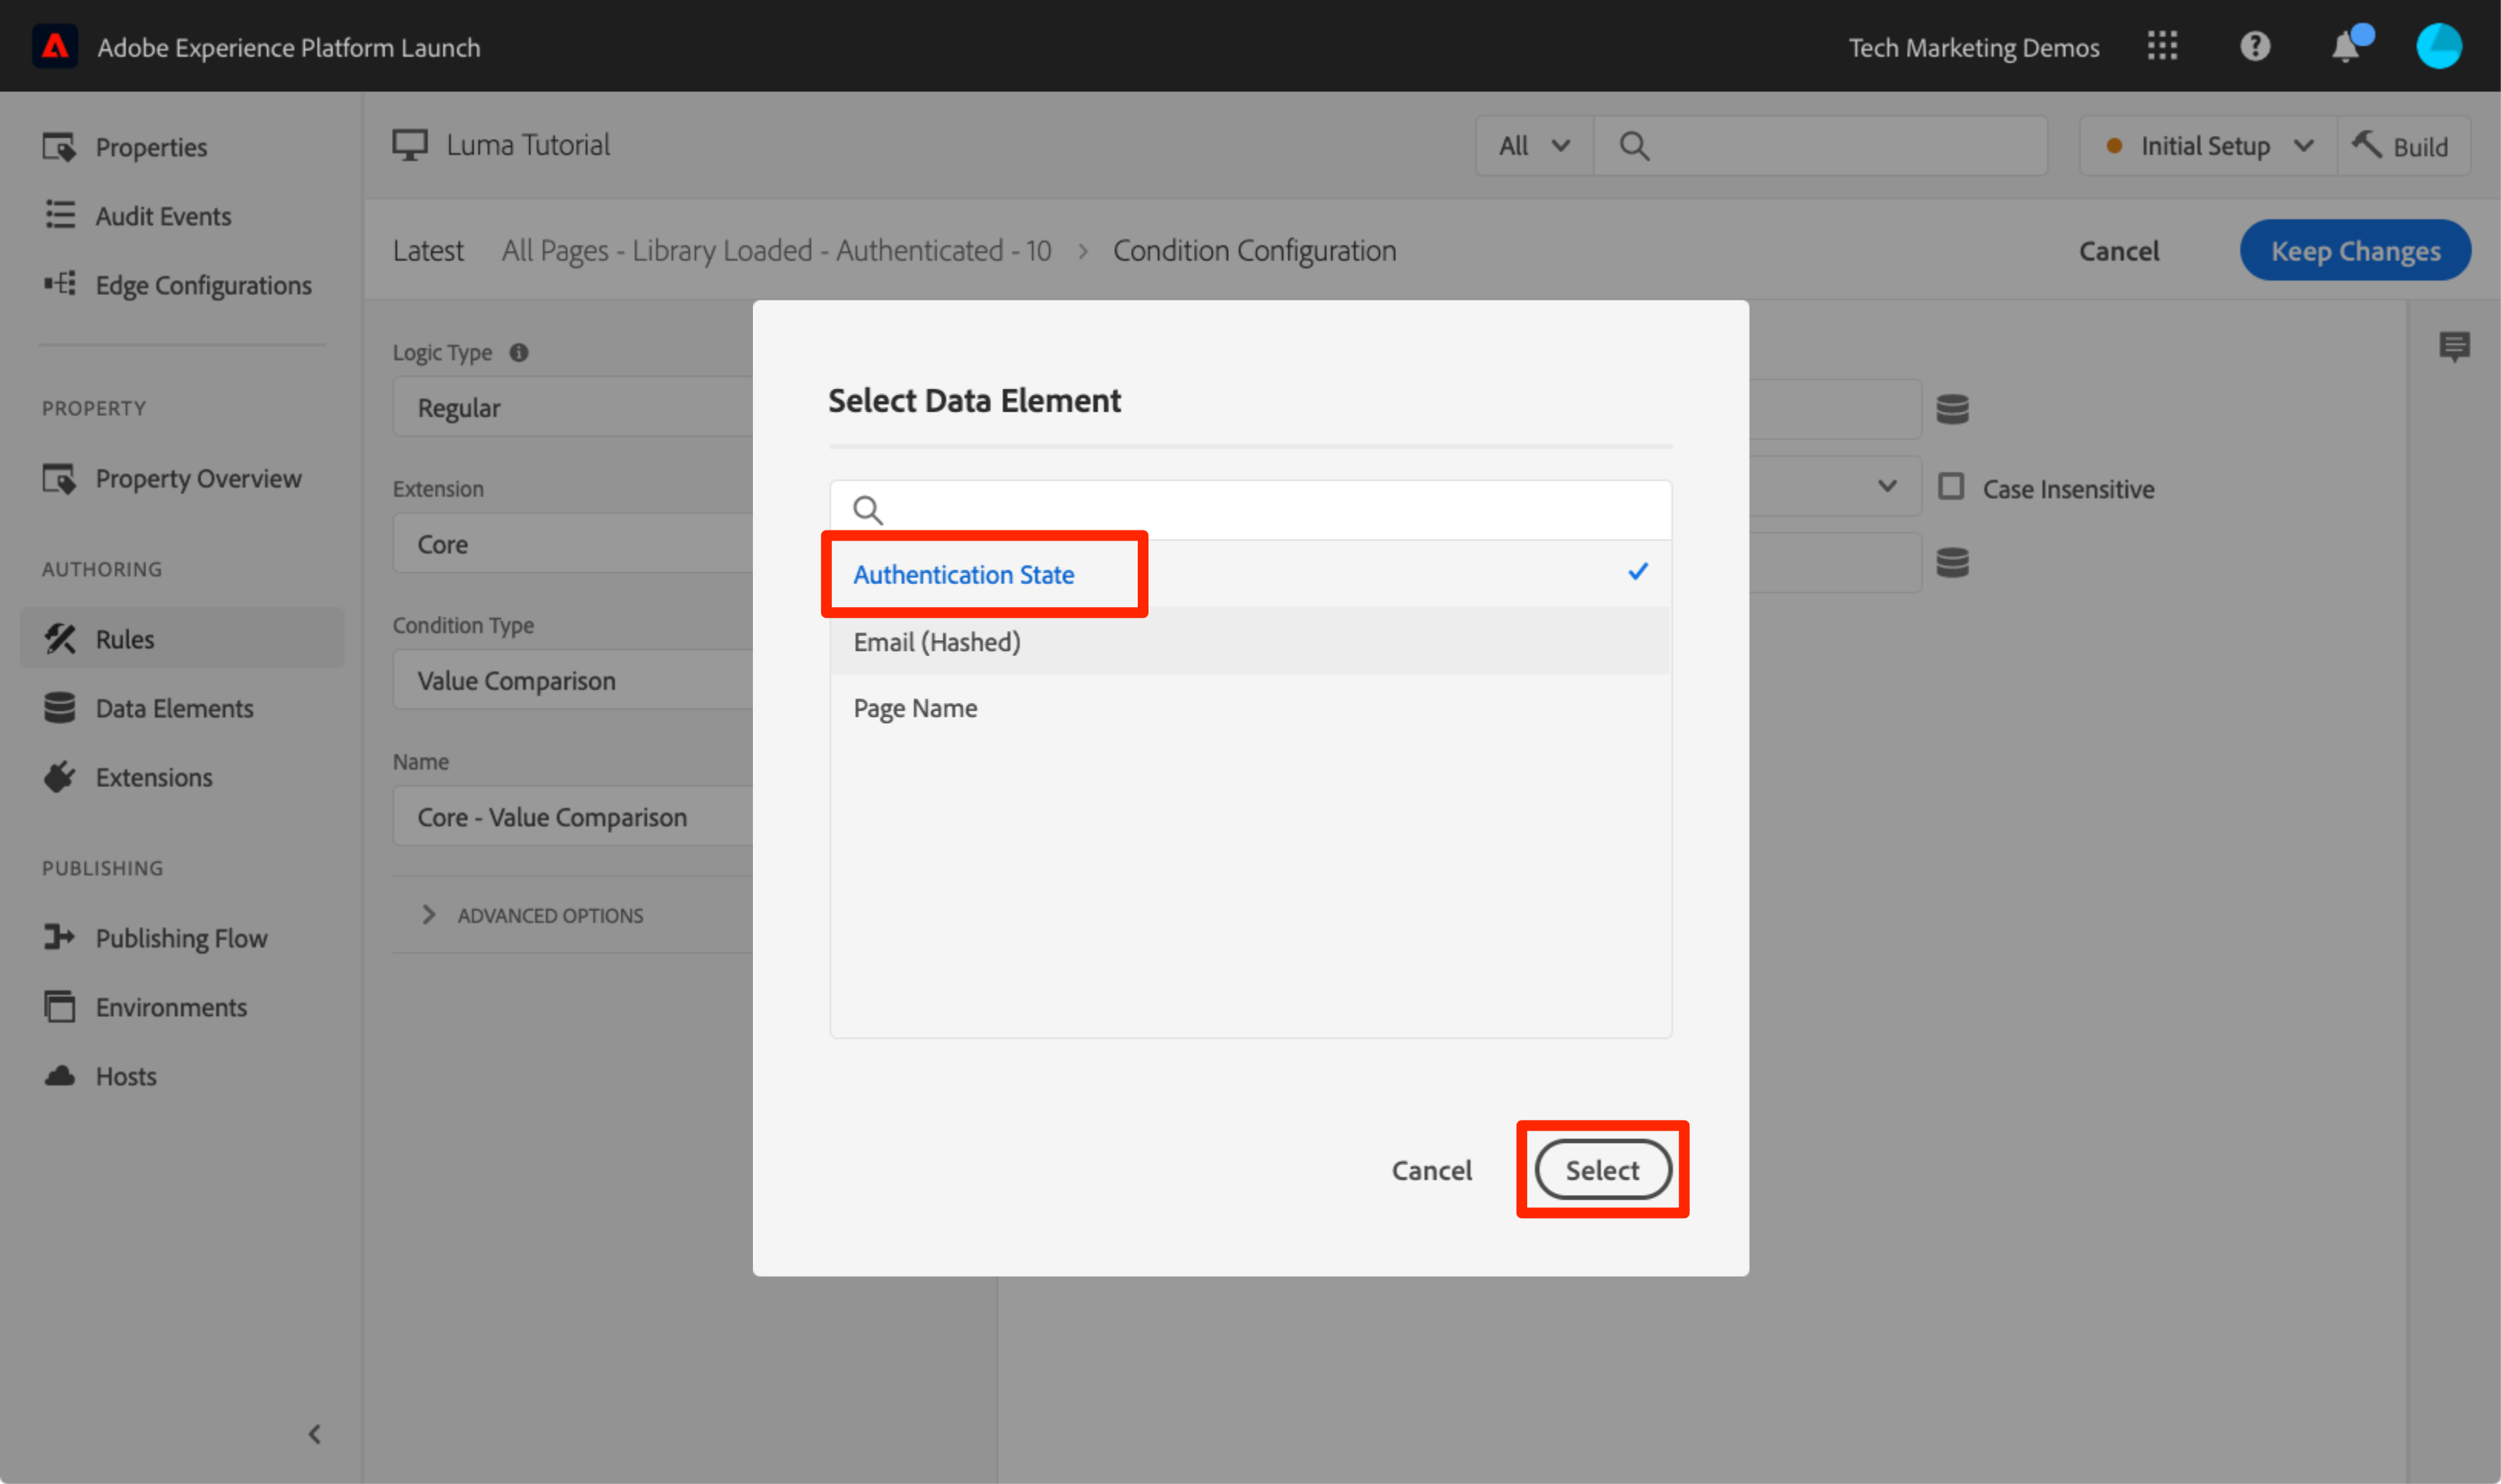 Adobe Experience Platform Launch
Tech Marketing Demos
Properties
Audit Events
Edge Configurations
PROPERTY
Property Overview
AUTHORING
Rules
Data Elements
Extensions
PUBLISHING
Publishing Flow
Environments
Hosts
Luma Tutorial
All
Initial Setup
Build
Latest All Pages - Library Loaded - Authenticated - 10 > Condition Configuration
Cancel
Keep Changes
Logic Type
Regular
Extension
Core
Condition Type
Value Comparison
Name
Core - Value Comparison
ADVANCED OPTIONS
Case Insensitive
Select Data Element
Authentication State
Email (Hashed)
Page Name
Cancel
Select